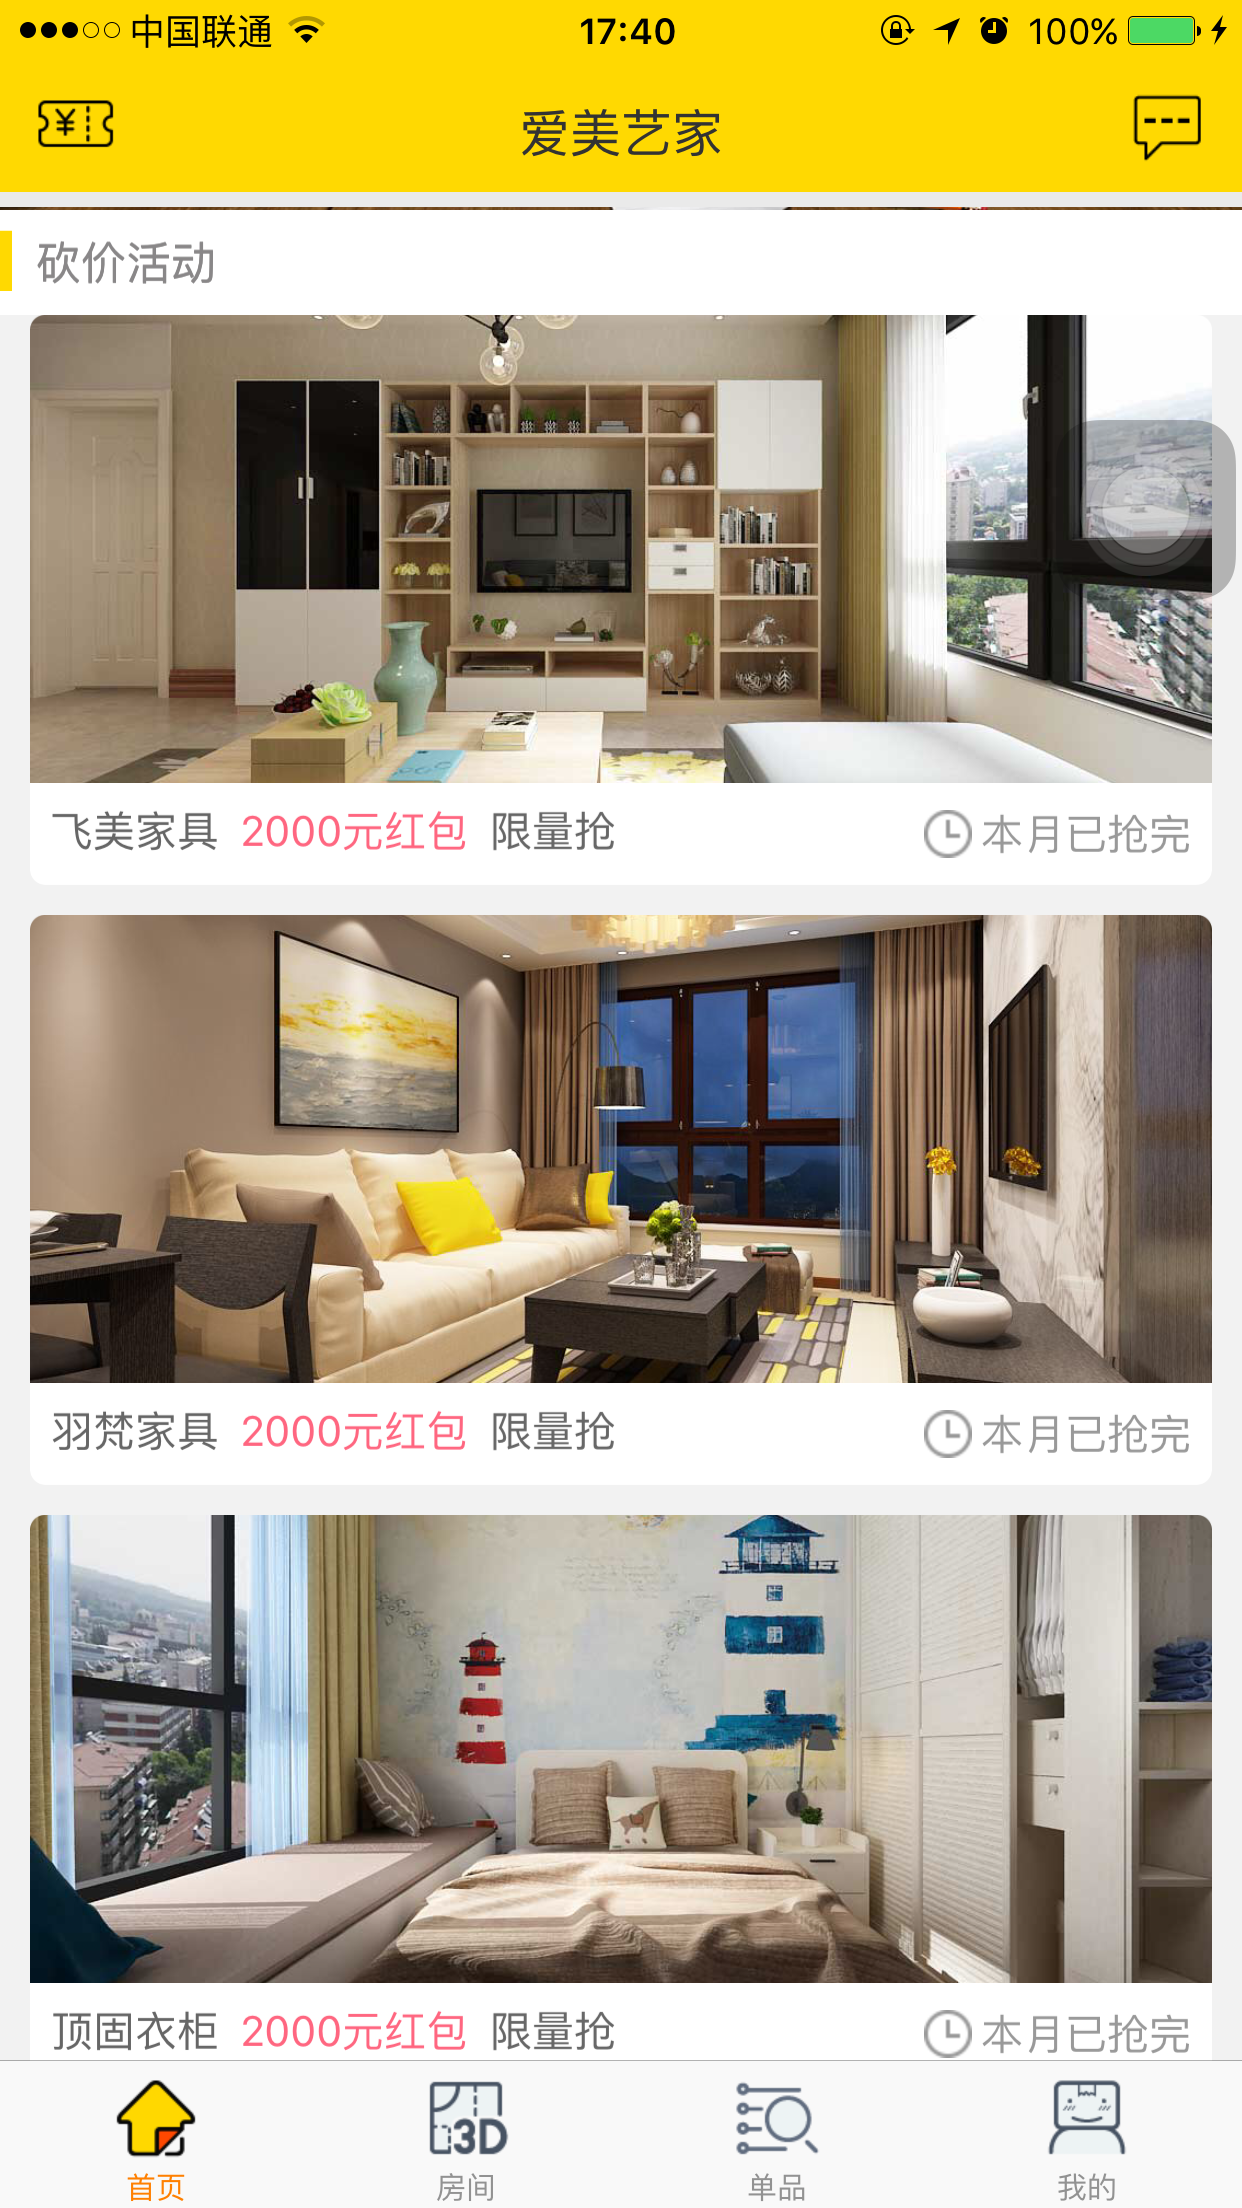 中国联通 17:40 100%
¥ 爱美艺家
砍价活动
飞美家具 2000元红包 限量抢 本月已抢完
羽梵家具 2000元红包 限量抢 本月已抢完
顶固衣柜 2000元红包 限量抢 本月已抢完
3D
首页 房间 单品 我的